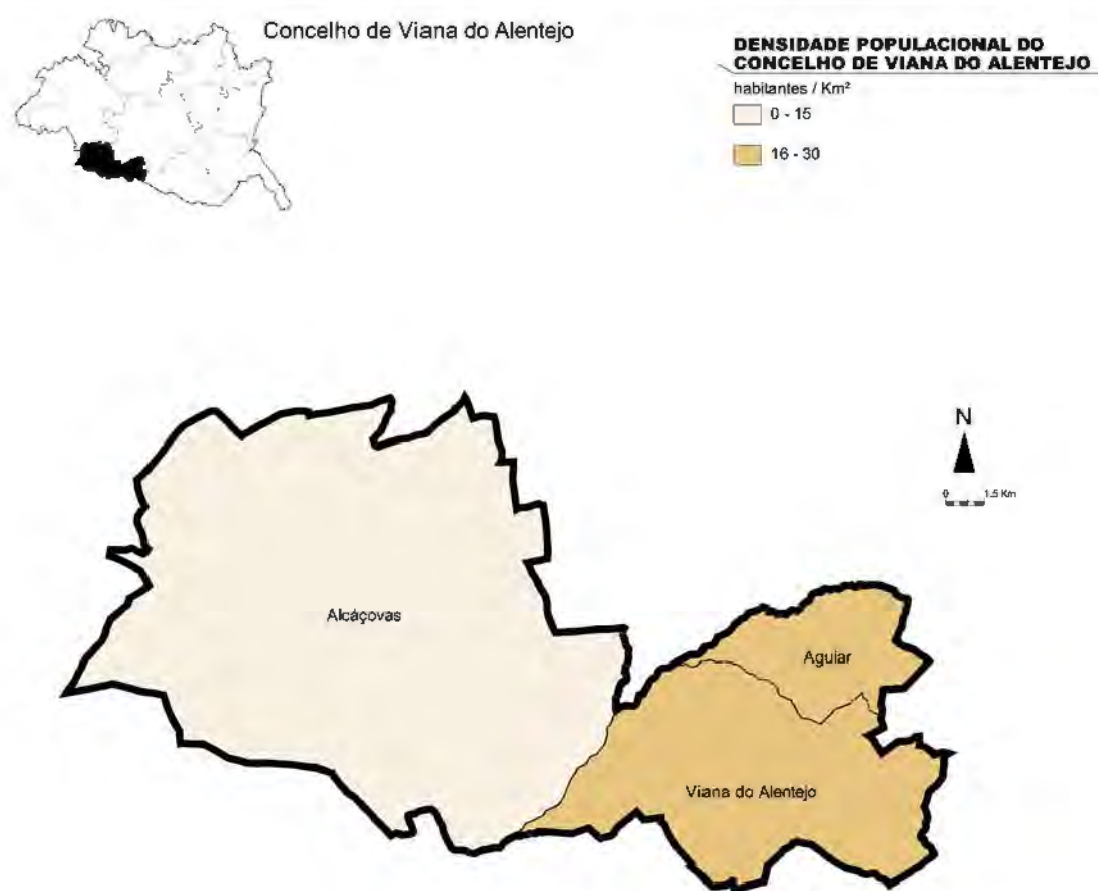 Concelho de Viana do Alentejo
DENSIDADE POPULACIONAL DO
CONCELHO DE VIANA DO ALENTEJO
habitantes / Km²
0 - 15
16 - 30
N
0 1.5 Km
Alcáçovas
Aguiar
Viana do Alentejo